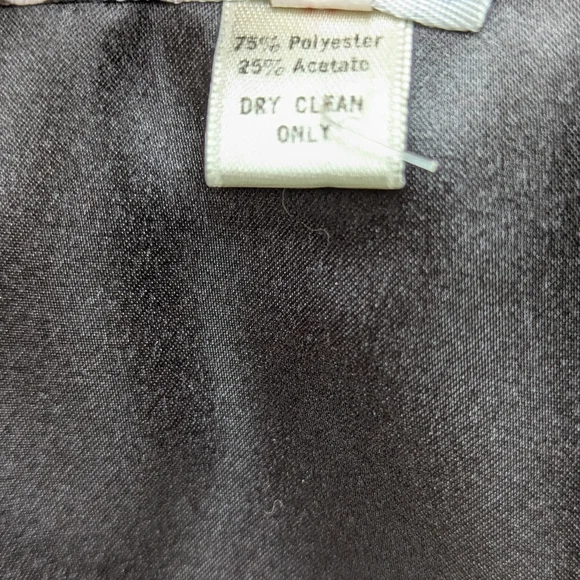 75% Polyester
25% Acetate
DRY CLEAN
ONLY